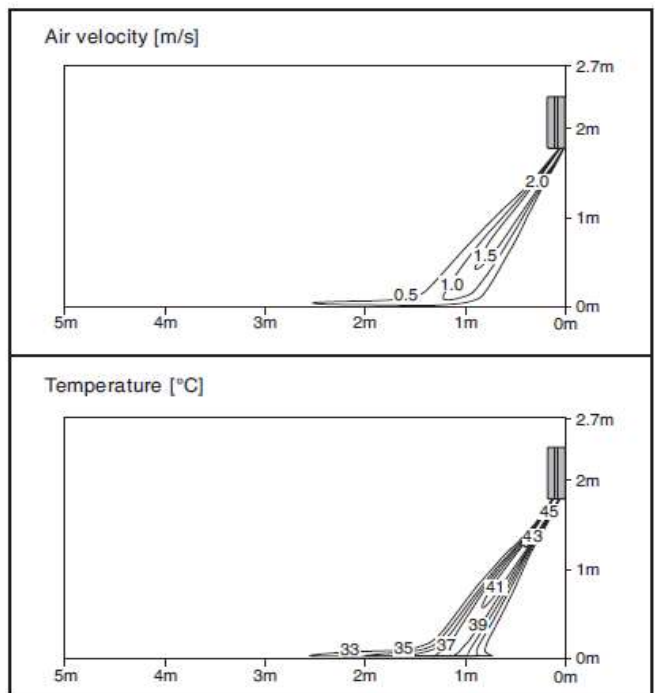 Air velocity [m/s]
2.7m
2m
2.0
1m
1.5
1.0
0.5
0m
5m 4m 3m 2m 1m 0m
Temperature [°C]
2.7m
2m
45
43
1m
41
39
33 35 37
0m
5m 4m 3m 2m 1m 0m